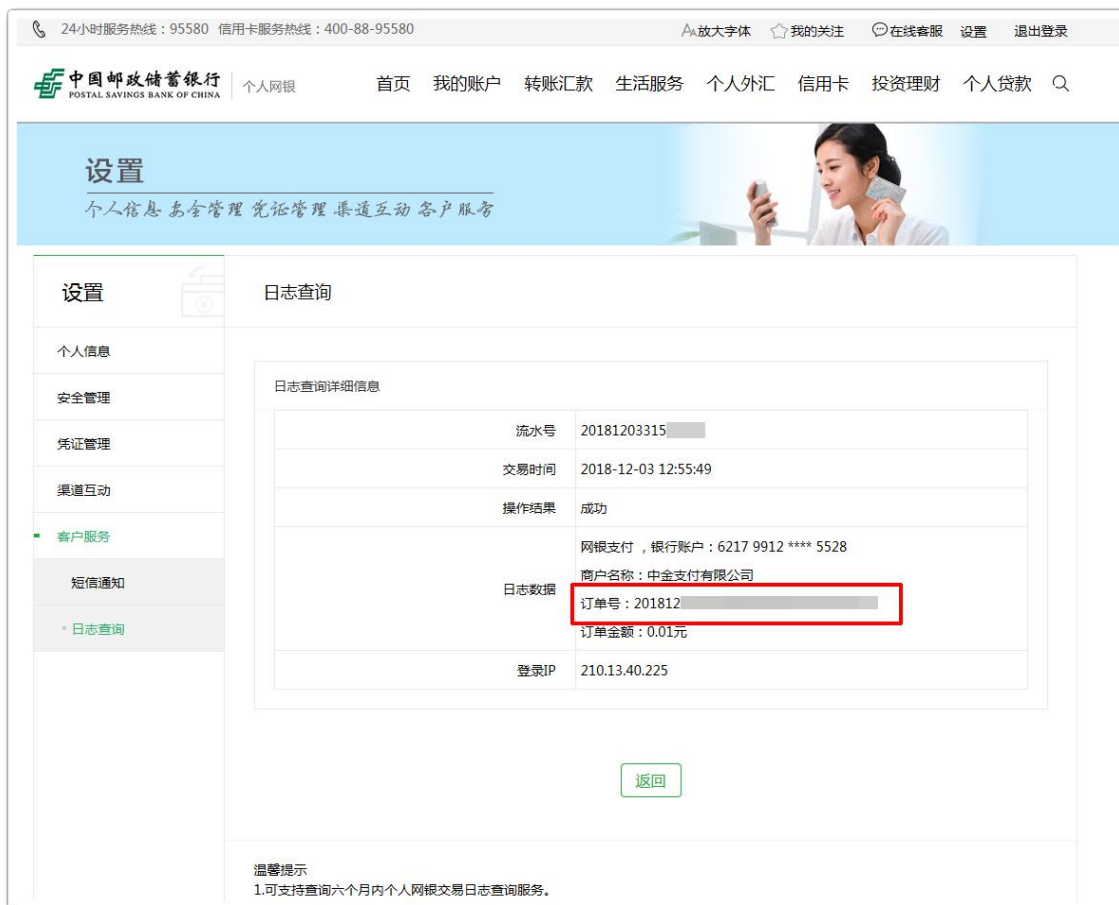 24小时服务热线：95580 信用卡服务热线：400-88-95580
AA放大字体 我的关注 在线客服 设置 退出登录
中国邮政储蓄银行 个人网银
POSTAL SAVINGS BANK OF CHINA
首页 我的账户 转账汇款 生活服务 个人外汇 信用卡 投资理财 个人贷款
设置
个人信息 安全管理 凭证管理 渠道互动 客户服务
设置
日志查询
个人信息
安全管理
凭证管理
渠道互动
客户服务
短信通知
日志查询
日志查询详细信息
流水号 20181203315
交易时间 2018-12-03 12:55:49
操作结果 成功
日志数据
网银支付 ，银行账户：6217 9912 **** 5528
商户名称：中金支付有限公司
订单号：201812
订单金额：0.01元
登录IP 210.13.40.225
返回
温馨提示
1.可支持查询六个月内个人网银交易日志查询服务。